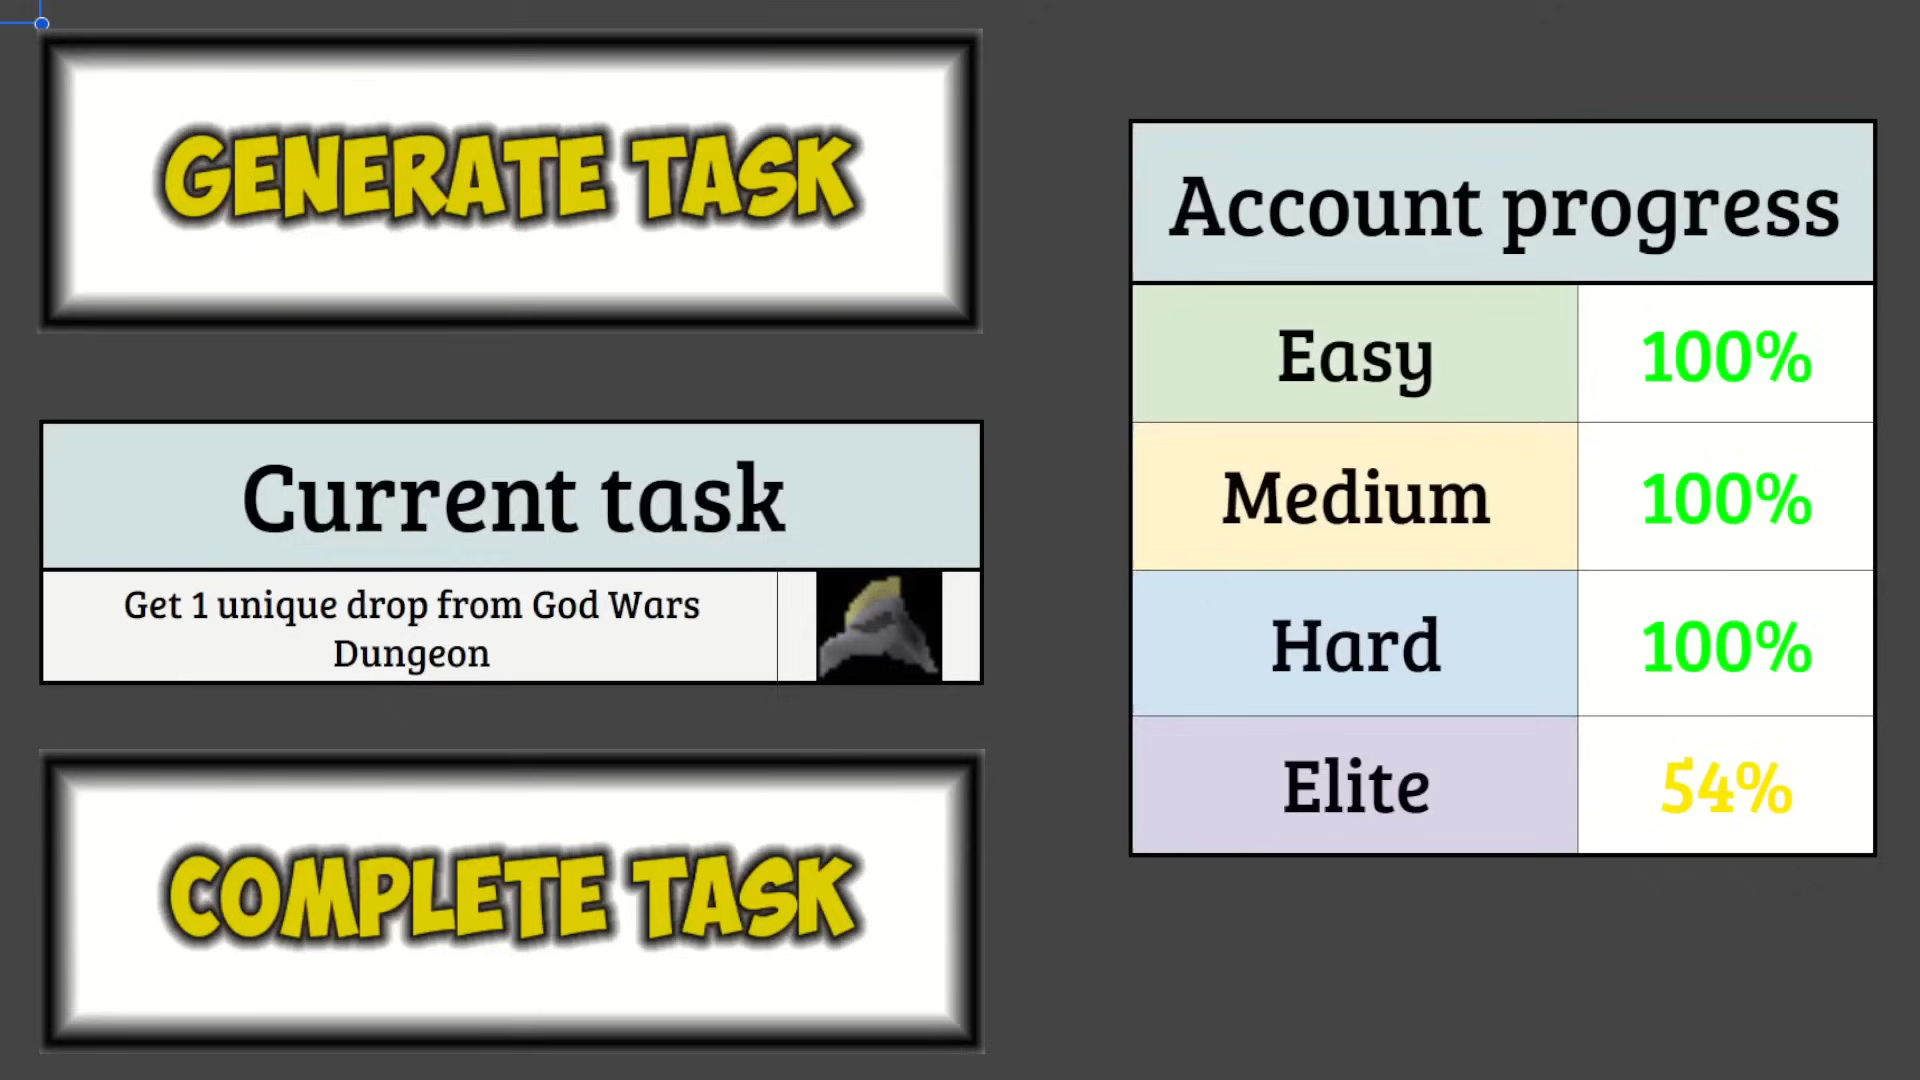 GENERATE TASK
Current task
Get 1 unique drop from God Wars
Dungeon
COMPLETE TASK
Account progress
Easy 100%
Medium 100%
Hard 100%
Elite 54%